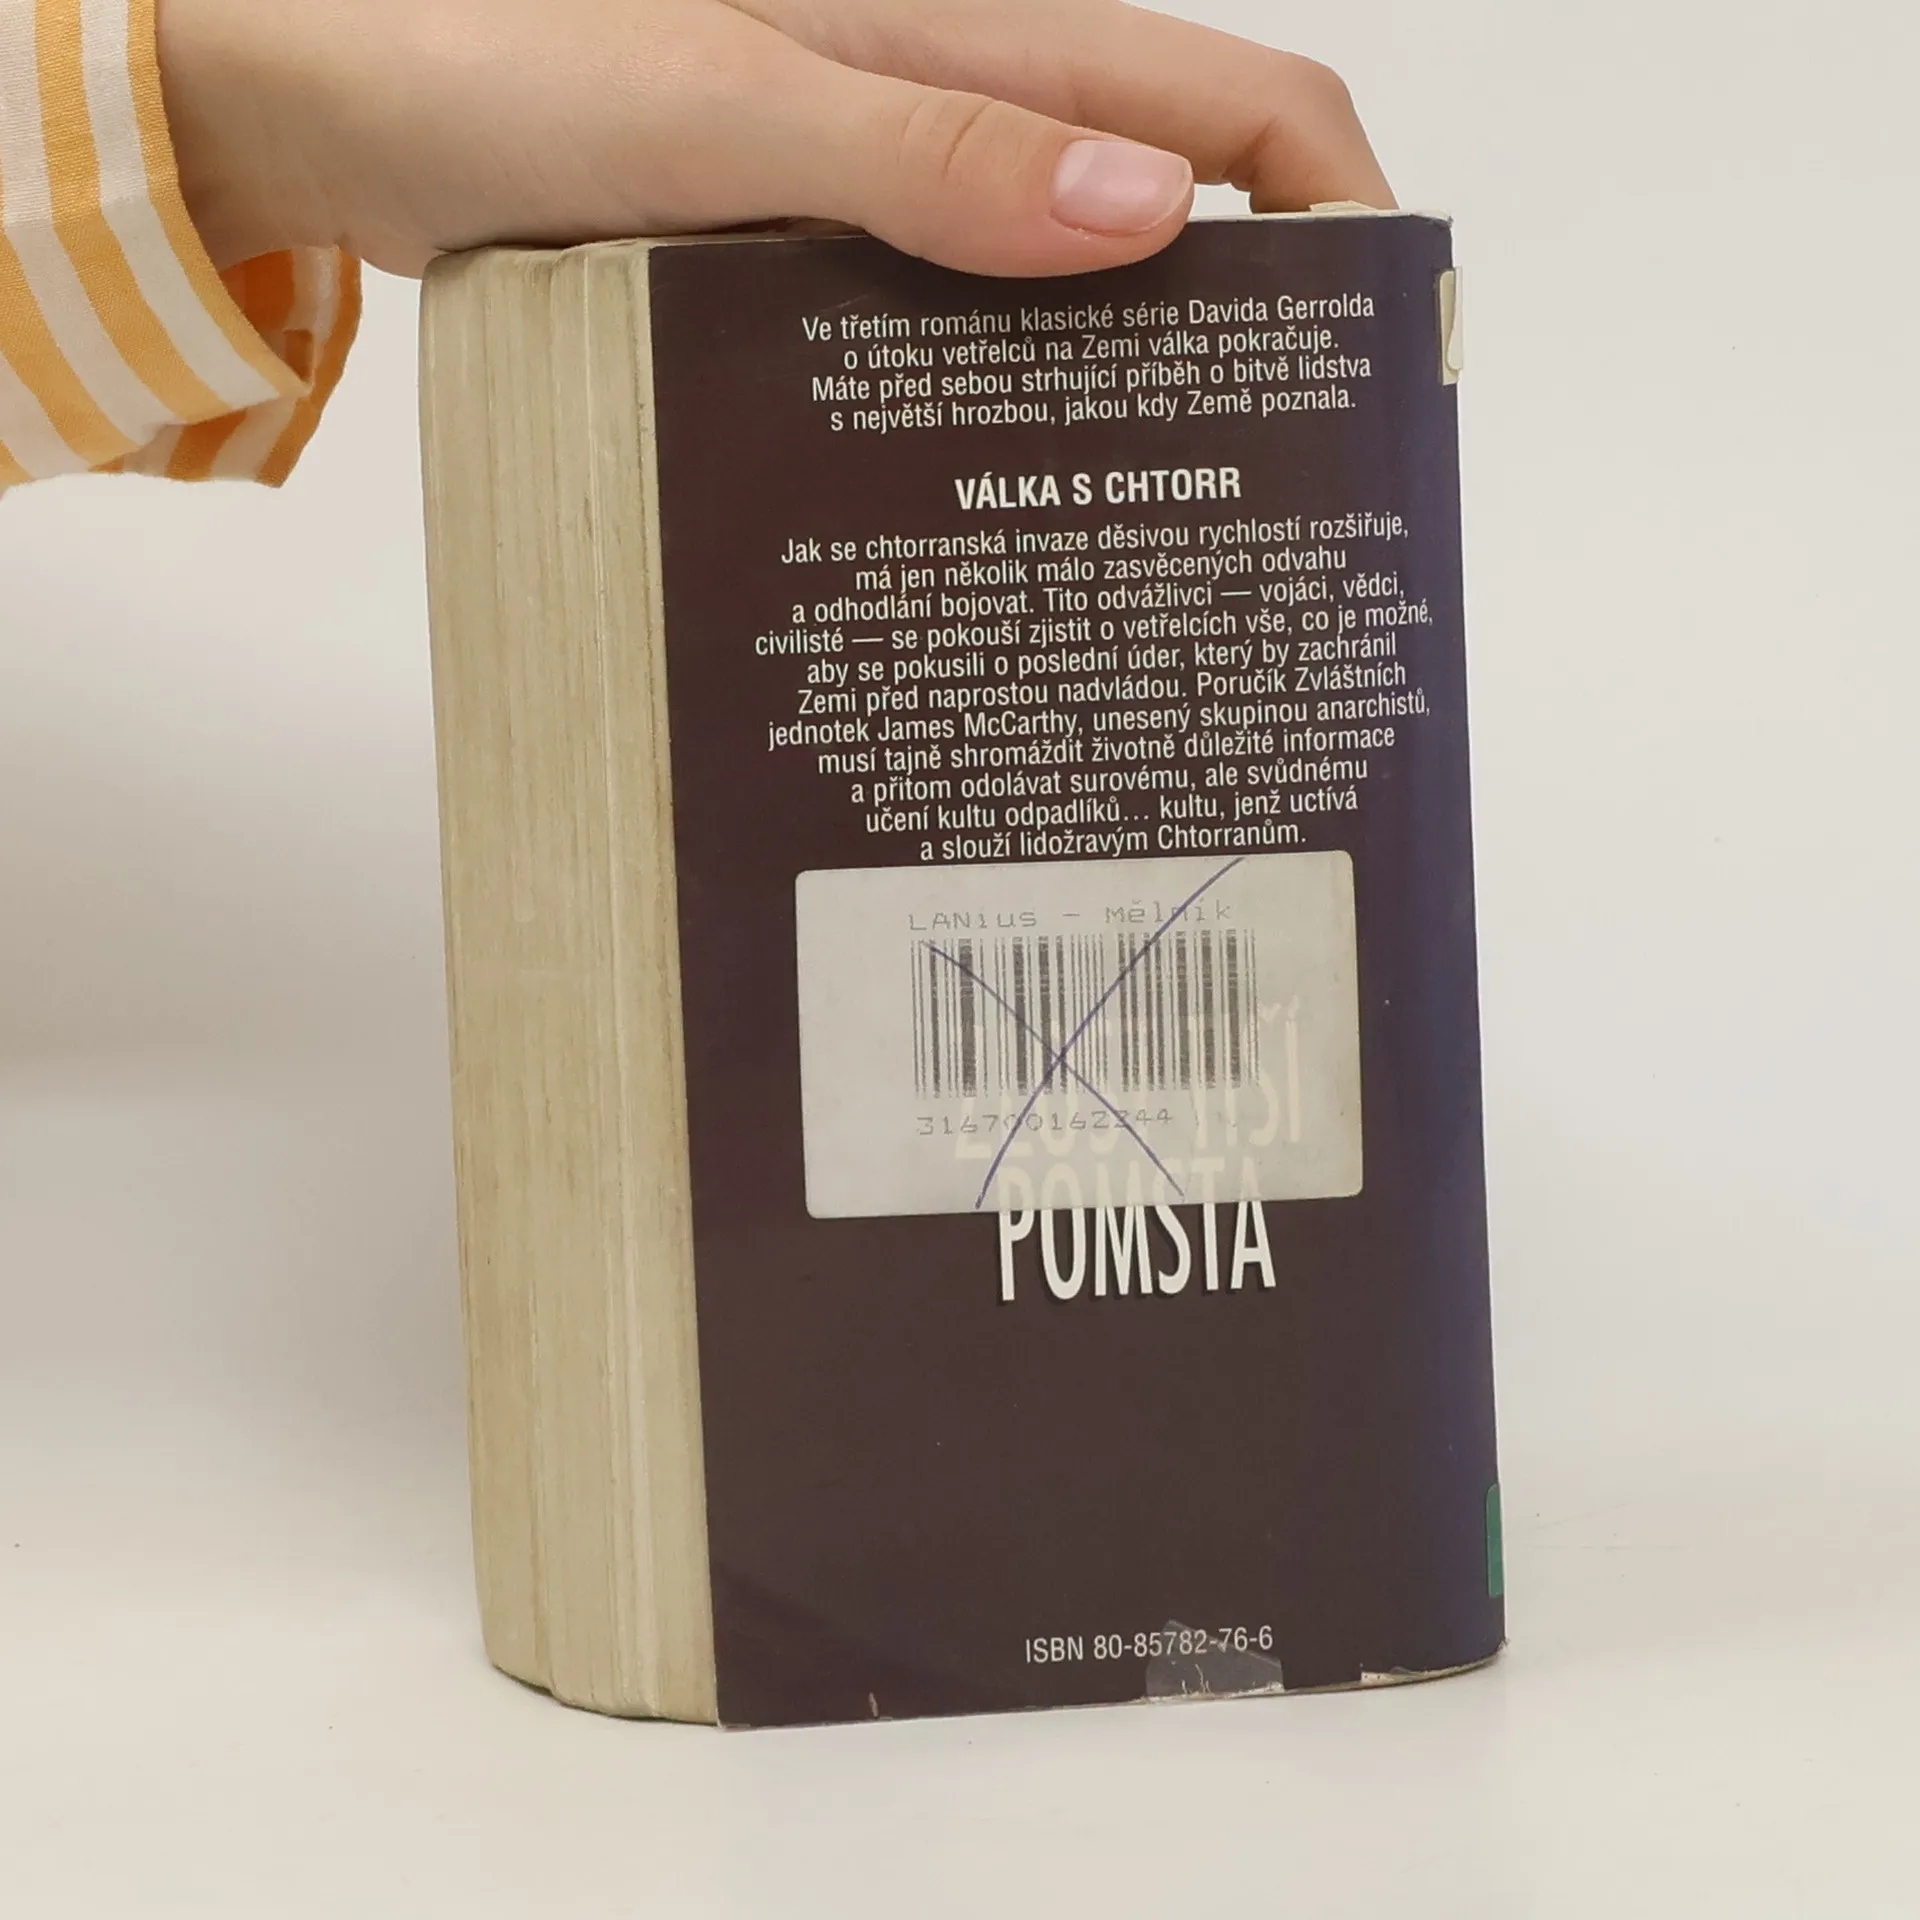 Ve třetím románu klasické série Davida Gerrolda
o útoku vetřelců na Zemi válka pokračuje.
Máte před sebou strhující příběh o bitvě lidstva
s největší hrozbou, jakou kdy Země poznala.
VÁLKA S CHTORR
Jak se chtorranská invaze děsivou rychlostí rozšiřuje,
má jen několik málo zasvěcených odvahu
a odhodlání bojovat. Tito odvážlivci — vojáci, vědci,
civilisté — se pokouší zjistit o vetřelcích vše, co je možné,
aby se pokusili o poslední úder, který by zachránil
Zemi před naprostou nadvládou. Poručík Zvláštních
jednotek James McCarthy, unesený skupinou anarchistů,
musí tajně shromáždit životně důležité informace
a přitom odolávat surovému, ale svůdnému
učení kultu odpadlíků... kultu, jenž uctívá
a slouží lidožravým Chtorranům.
LANius - Mělník
316700162244
POMSTA
ISBN 80-85782-76-6